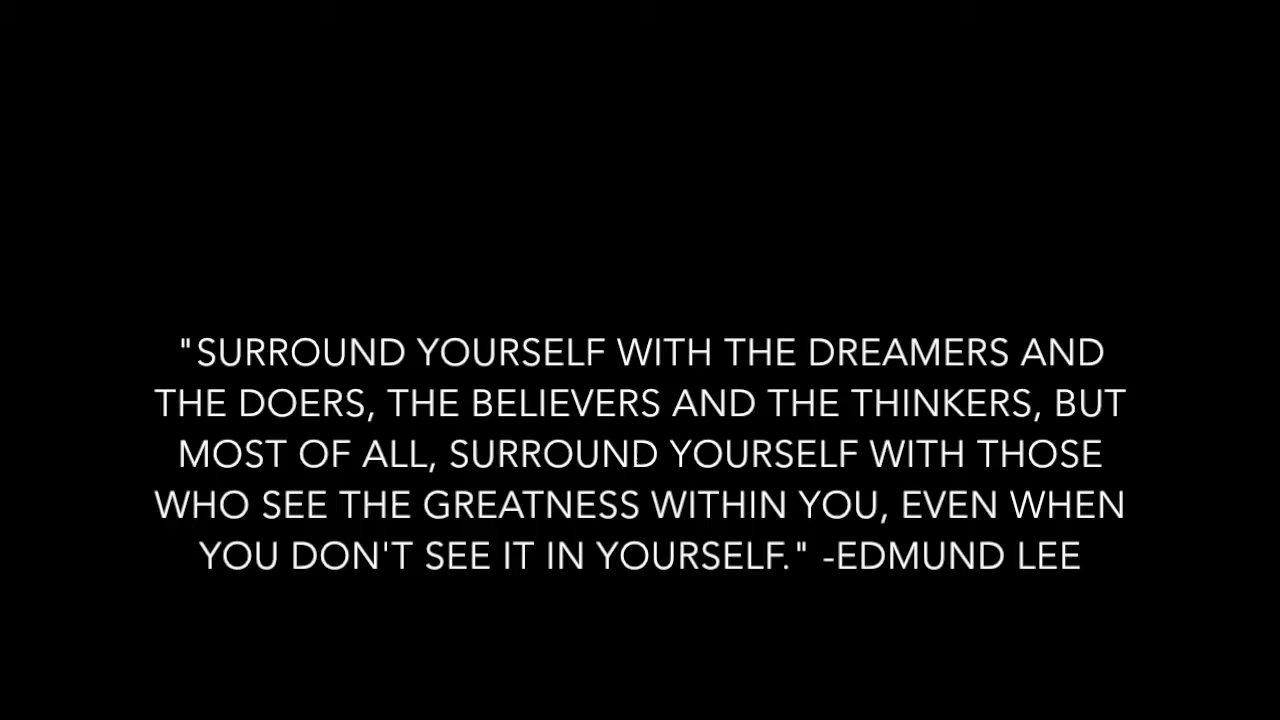 "SURROUND YOURSELF WITH THE DREAMERS AND
THE DOERS, THE BELIEVERS AND THE THINKERS, BUT
MOST OF ALL, SURROUND YOURSELF WITH THOSE
WHO SEE THE GREATNESS WITHIN YOU, EVEN WHEN
YOU DON'T SEE IT IN YOURSELF." -EDMUND LEE